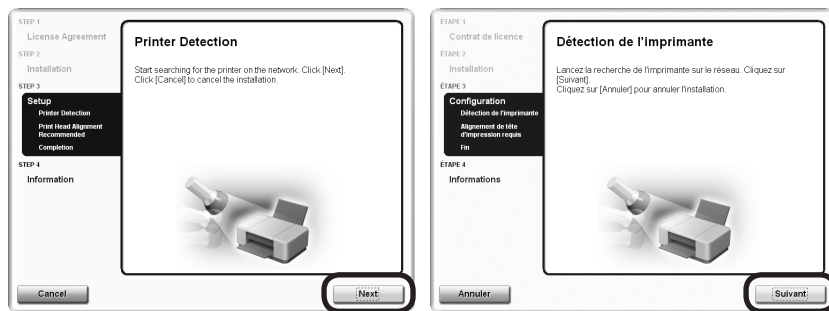 STEP 1
License Agreement
STEP 2
Installation
STEP 3
Setup
Printer Detection
Print Head Alignment
Recommended
Completion
STEP 4
Information
Printer Detection
Start searching for the printer on the network. Click [Next].
Click [Cancel] to cancel the installation.
Cancel
Next
ÉTAPE 1
Contrat de licence
ÉTAPE 2
Installation
ÉTAPE 3
Configuration
Détection de l'imprimante
Alignement de tête
d'impression requis
Fin
ÉTAPE 4
Informations
Détection de l'imprimante
Lancez la recherche de l'imprimante sur le réseau. Cliquez sur
[Suivant].
Cliquez sur [Annuler] pour annuler l'installation.
Annuler
Suivant